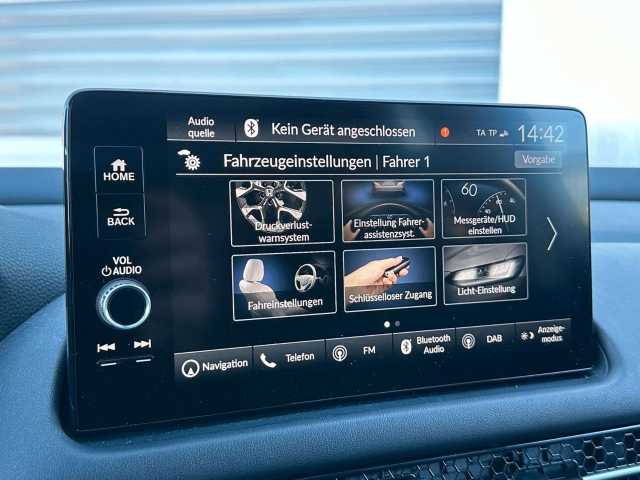 Audio
quelle
Kein Gerät angeschlossen
TA TP
14:42
HOME
Fahrzeugeinstellungen | Fahrer 1
Vorgabe
BACK
Druckverlust-
warnsystem
Einstellung Fahrer-
assistenzsyst.
60
Messgeräte/HUD
einstellen
VOL
AUDIO
Fahreinstellungen
Schlüsselloser Zugang
Licht-Einstellung
Navigation
Telefon
FM
Bluetooth
Audio
DAB
Anzeige-
modus